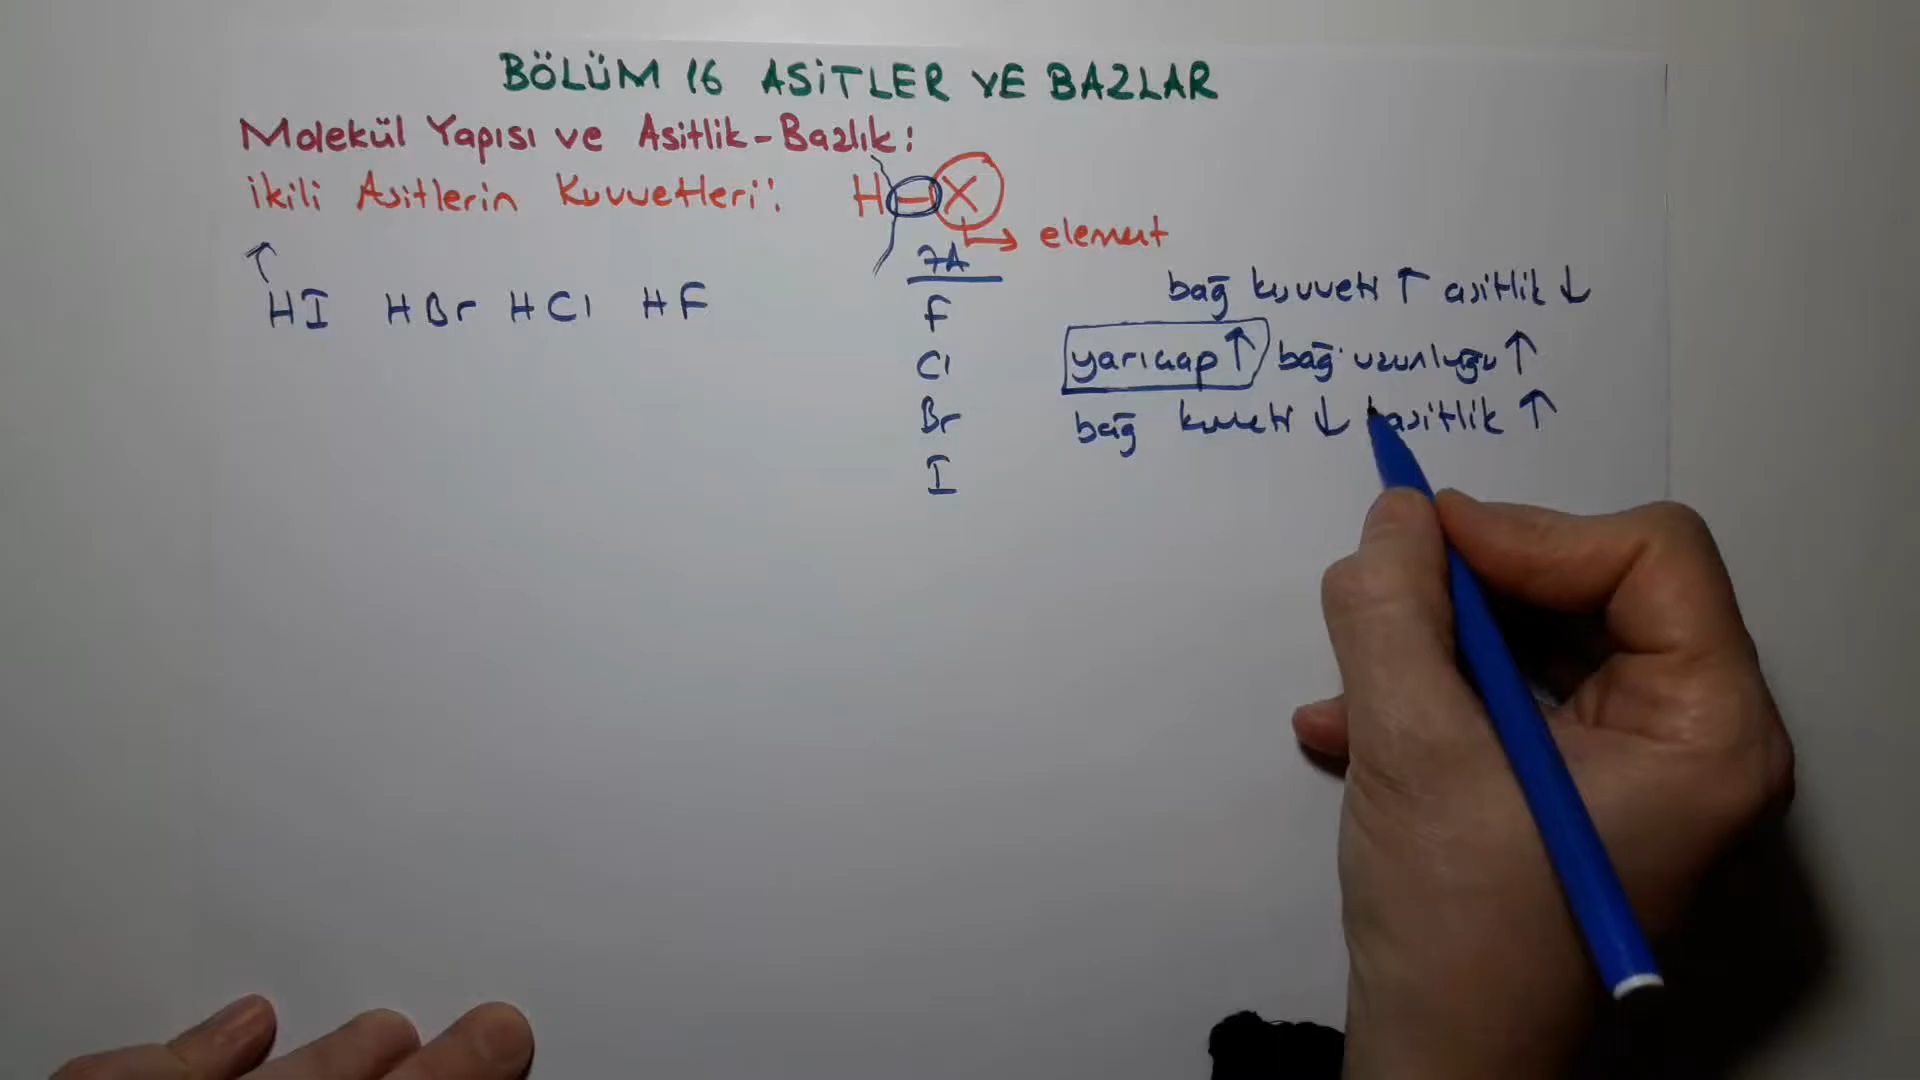 BÖLÜM 16 ASİTLER VE BAZLAR
Molekül Yapısı ve Asitlik-Bazlık:
İkili Asitlerin Kuvvetleri: H-X
→ element
7A
HI HBr HCl HF
F
Cl
Br
I
bağ kuvveti ↑ asitlik ↓
yarıçap ↑ bağ uzunluğu ↑
bağ kuvveti ↓ asitlik ↑